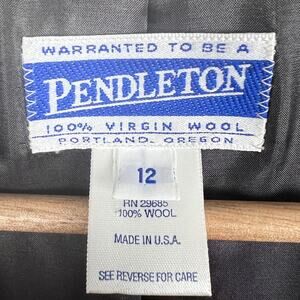 WARRANTED TO BE A
PENDLETON
100% VIRGIN WOOL
PORTLAND, OREGON
12
RN 29685
100% WOOL
MADE IN U.S.A.
SEE REVERSE FOR CARE